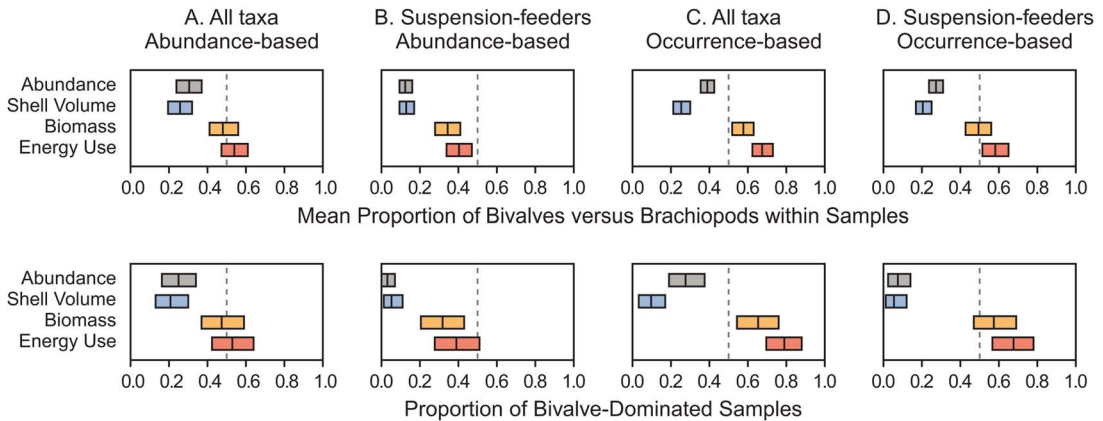 A. All taxa
Abundance-based
B. Suspension-feeders
Abundance-based
C. All taxa
Occurrence-based
D. Suspension-feeders
Occurrence-based
Abundance
Shell Volume
Biomass
Energy Use
0.0 0.2 0.4 0.6 0.8 1.0 0.0 0.2 0.4 0.6 0.8 1.0 0.0 0.2 0.4 0.6 0.8 1.0 0.0 0.2 0.4 0.6 0.8 1.0
Mean Proportion of Bivalves versus Brachiopods within Samples
Abundance
Shell Volume
Biomass
Energy Use
0.0 0.2 0.4 0.6 0.8 1.0 0.0 0.2 0.4 0.6 0.8 1.0 0.0 0.2 0.4 0.6 0.8 1.0 0.0 0.2 0.4 0.6 0.8 1.0
Proportion of Bivalve-Dominated Samples